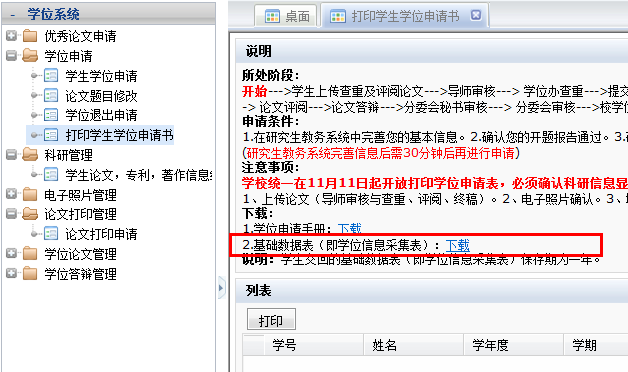 学位系统
优秀论文申请
学位申请
学生学位申请
论文题目修改
学位退出申请
打印学生学位申请书
科研管理
学生论文，专利，著作信息
电子照片管理
论文打印管理
论文打印申请
学位论文管理
学位答辩管理
桌面
打印学生学位申请书
说明
所处阶段：
开始--->学生上传查重及评阅论文--->导师审核---> 学位办查重--->提交
-> 论文评阅--->论文答辩--->分委会秘书审核---> 分委会审核--->校学位
申请条件：
1.在研究生教务系统中完善您的基本信息。2.确认您的开题报告通过。3.
(研究生教务系统完善信息后需30分钟后再进行申请)
注意事项：
学校统一在11月11日起开放打印学位申请表，必须确认科研信息显
1、上传论文（导师审核与查重、评阅、终稿）。2、电子照片确认。3、
下载：
1.学位申请手册：下载
2.基础数据表（即学位信息采集表）：下载
说明：学生交回的基础数据表（即学位信息采集表）保存期为一年。
列表
打印
学号 姓名 学年度 学期